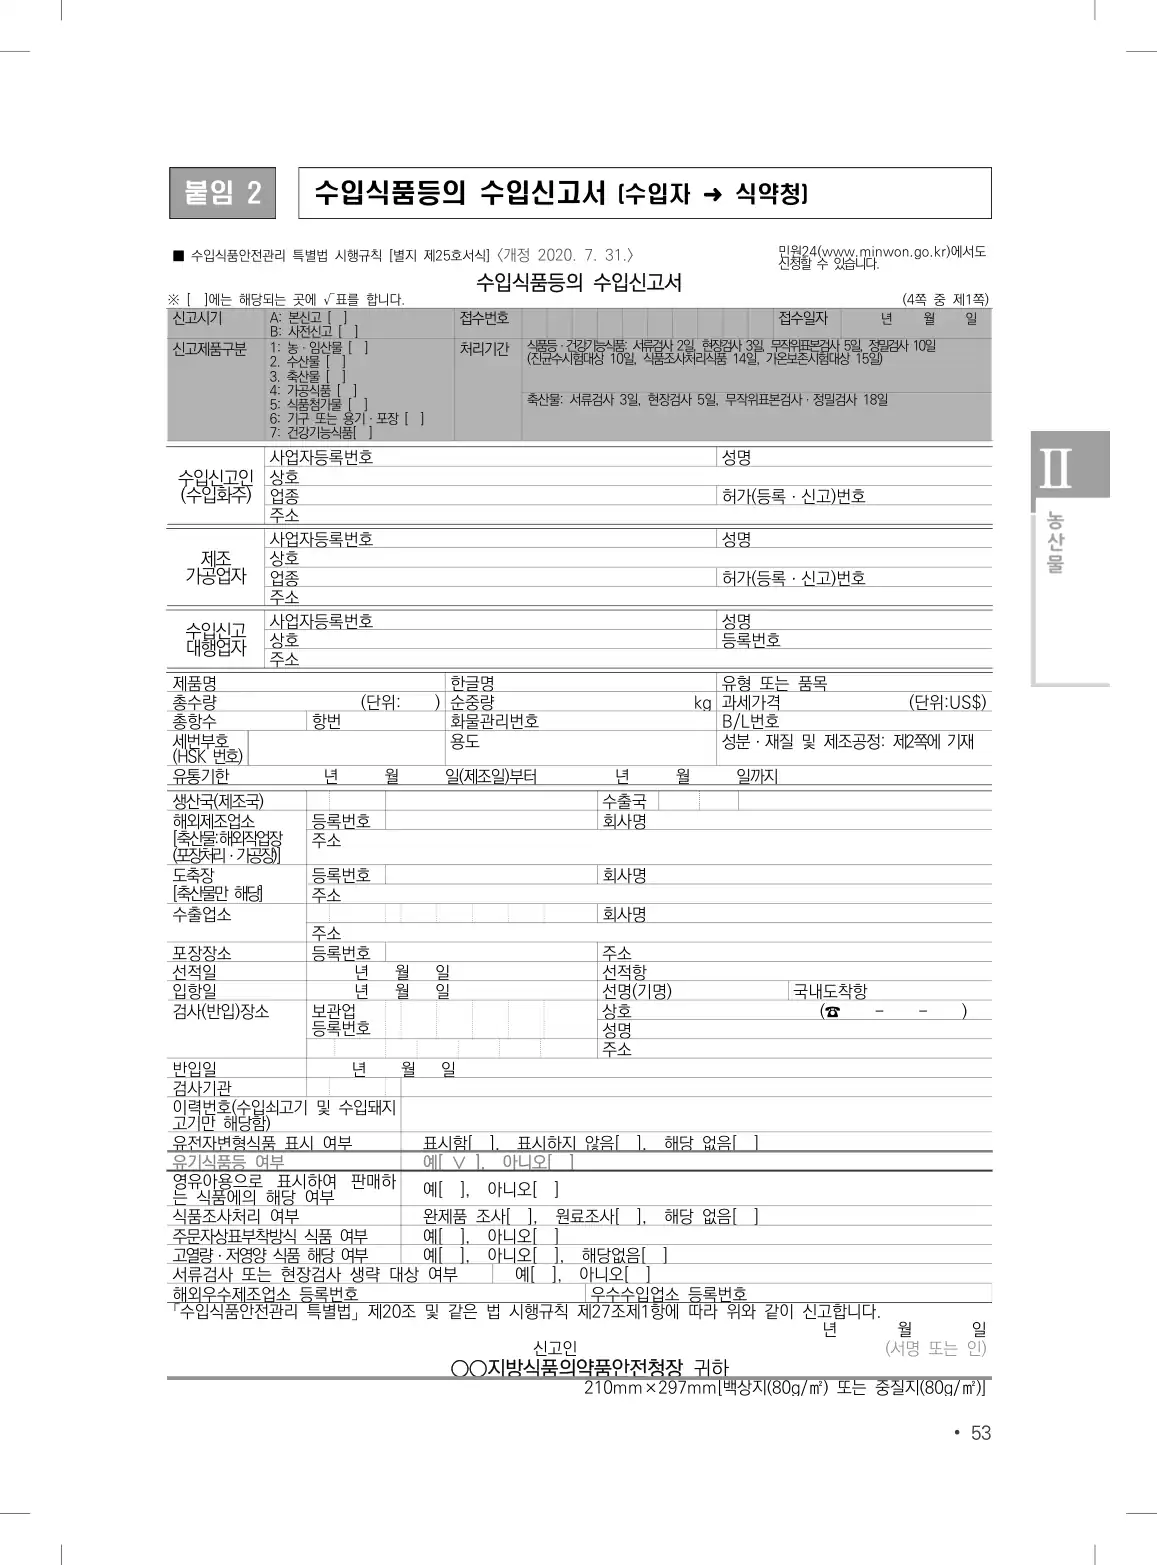 붙임 2
수입식품등의 수입신고서 (수입자 ➜ 식약청)
■ 수입식품안전관리 특별법 시행규칙 [별지 제25호서식] 〈개정 2020. 7. 31.〉
민원24(www.minwon.go.kr)에서도
신청할 수 있습니다.
수입식품등의 수입신고서
※ [ ]에는 해당되는 곳에 √표를 합니다. (4쪽 중 제1쪽)
신고시기 A: 본신고 [ ] 접수번호 접수일자 년 월 일
B: 사전신고 [ ]
신고제품구분 1: 농·임산물 [ ] 처리기간 식품등·건강기능식품: 서류검사 2일, 현장검사 3일, 무작위표본검사 5일, 정밀검사 10일
2. 수산물 [ ] (진균수시험대상 10일, 식품조사처리식품 14일, 가온보존시험대상 15일)
3. 축산물 [ ]
4: 가공식품 [ ] 축산물: 서류검사 3일, 현장검사 5일, 무작위표본검사·정밀검사 18일
5: 식품첨가물 [ ]
6: 기구 또는 용기·포장 [ ]
7: 건강기능식품[ ]
수입신고인
(수입화주)
사업자등록번호 성명
상호
업종 허가(등록·신고)번호
주소
제조
가공업자
사업자등록번호 성명
상호
업종 허가(등록·신고)번호
주소
수입신고
대행업자
사업자등록번호 성명
상호 등록번호
주소
제품명 한글명 유형 또는 품목
총수량 (단위: ) 순중량 kg 과세가격 (단위:US$)
총항수 항번 화물관리번호 B/L번호
세번부호 용도 성분·재질 및 제조공정: 제2쪽에 기재
(HSK 번호)
유통기한 년 월 일(제조일)부터 년 월 일까지
생산국(제조국) 수출국
해외제조업소 등록번호 회사명
[축산물:해외작업장 주소
(포장처리·가공장)]
도축장 등록번호 회사명
[축산물만 해당] 주소
수출업소 회사명
주소
포장장소 등록번호 주소
선적일 년 월 일 선적항
입항일 년 월 일 선명(기명) 국내도착항
검사(반입)장소 보관업 상호 (☎ - - )
등록번호 성명
주소
반입일 년 월 일
검사기관
이력번호(수입쇠고기 및 수입돼지
고기만 해당함)
유전자변형식품 표시 여부 표시함[ ], 표시하지 않음[ ], 해당 없음[ ]
유기식품등 여부 예[ ∨ ], 아니오[ ]
영유아용으로 표시하여 판매하
는 식품에의 해당 여부 예[ ], 아니오[ ]
식품조사처리 여부 완제품 조사[ ], 원료조사[ ], 해당 없음[ ]
주문자상표부착방식 식품 여부 예[ ], 아니오[ ]
고열량·저영양 식품 해당 여부 예[ ], 아니오[ ], 해당없음[ ]
서류검사 또는 현장검사 생략 대상 여부 예[ ], 아니오[ ]
해외우수제조업소 등록번호 우수수입업소 등록번호
「수입식품안전관리 특별법」 제20조 및 같은 법 시행규칙 제27조제1항에 따라 위와 같이 신고합니다.
년 월 일
신고인 (서명 또는 인)
○○지방식품의약품안전청장 귀하
210mm×297mm[백상지(80g/㎡) 또는 중질지(80g/㎡)]
Ⅱ
농산물
• 53